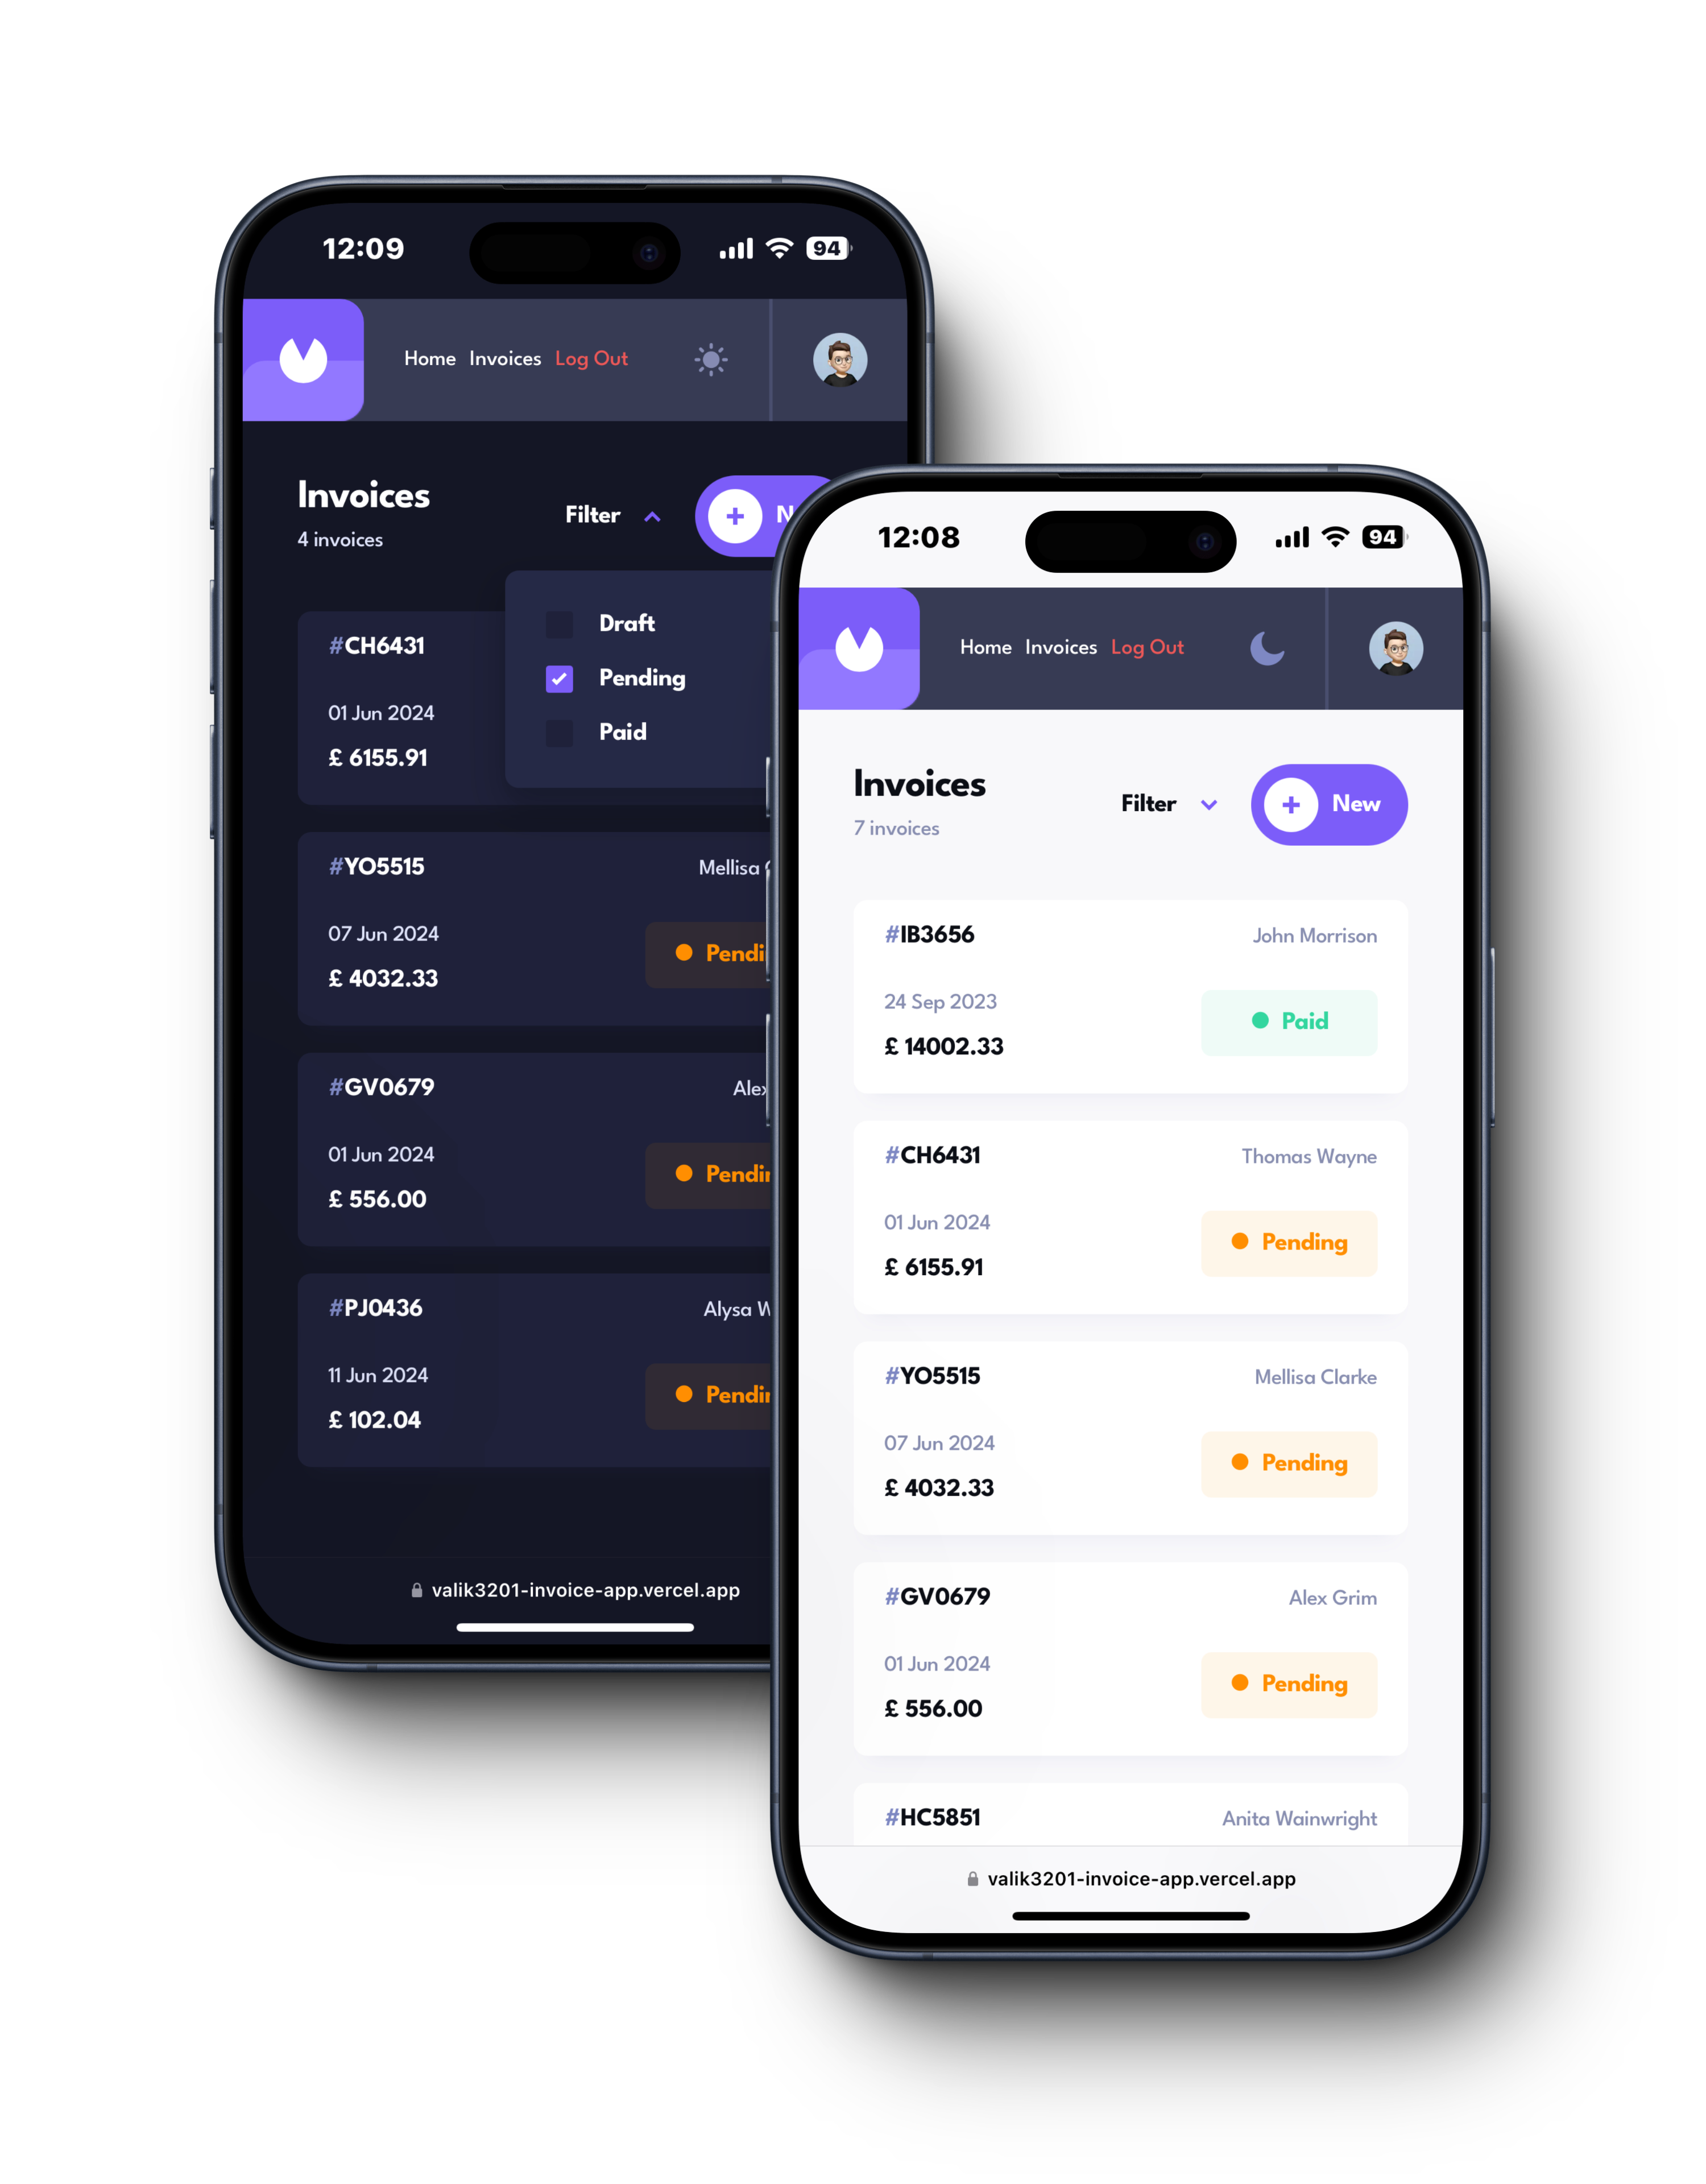 12:09
94
Home Invoices Log Out
Invoices
4 invoices
Filter
+
Draft
Pending
Paid
#CH6431
01 Jun 2024
£ 6155.91
#YO5515
Mellisa
07 Jun 2024
£ 4032.33
#GV0679
Alex
01 Jun 2024
£ 556.00
#PJ0436
Alysa
11 Jun 2024
£ 102.04
valik3201-invoice-app.vercel.app
12:08
94
Home Invoices Log Out
Invoices
7 invoices
Filter
+ New
#IB3656
John Morrison
24 Sep 2023
£ 14002.33
Paid
#CH6431
Thomas Wayne
01 Jun 2024
£ 6155.91
Pending
#YO5515
Mellisa Clarke
07 Jun 2024
£ 4032.33
Pending
#GV0679
Alex Grim
01 Jun 2024
£ 556.00
Pending
#HC5851
Anita Wainwright
valik3201-invoice-app.vercel.app